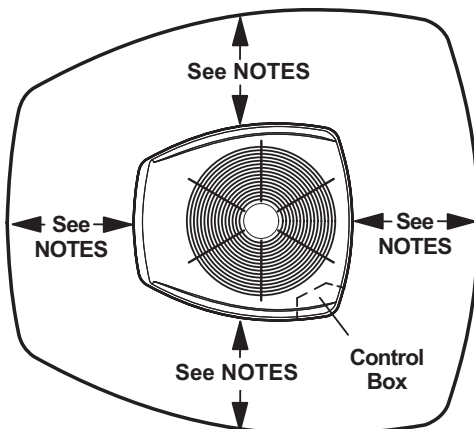 See NOTES
See
NOTES
See
NOTES
See NOTES
Control
Box